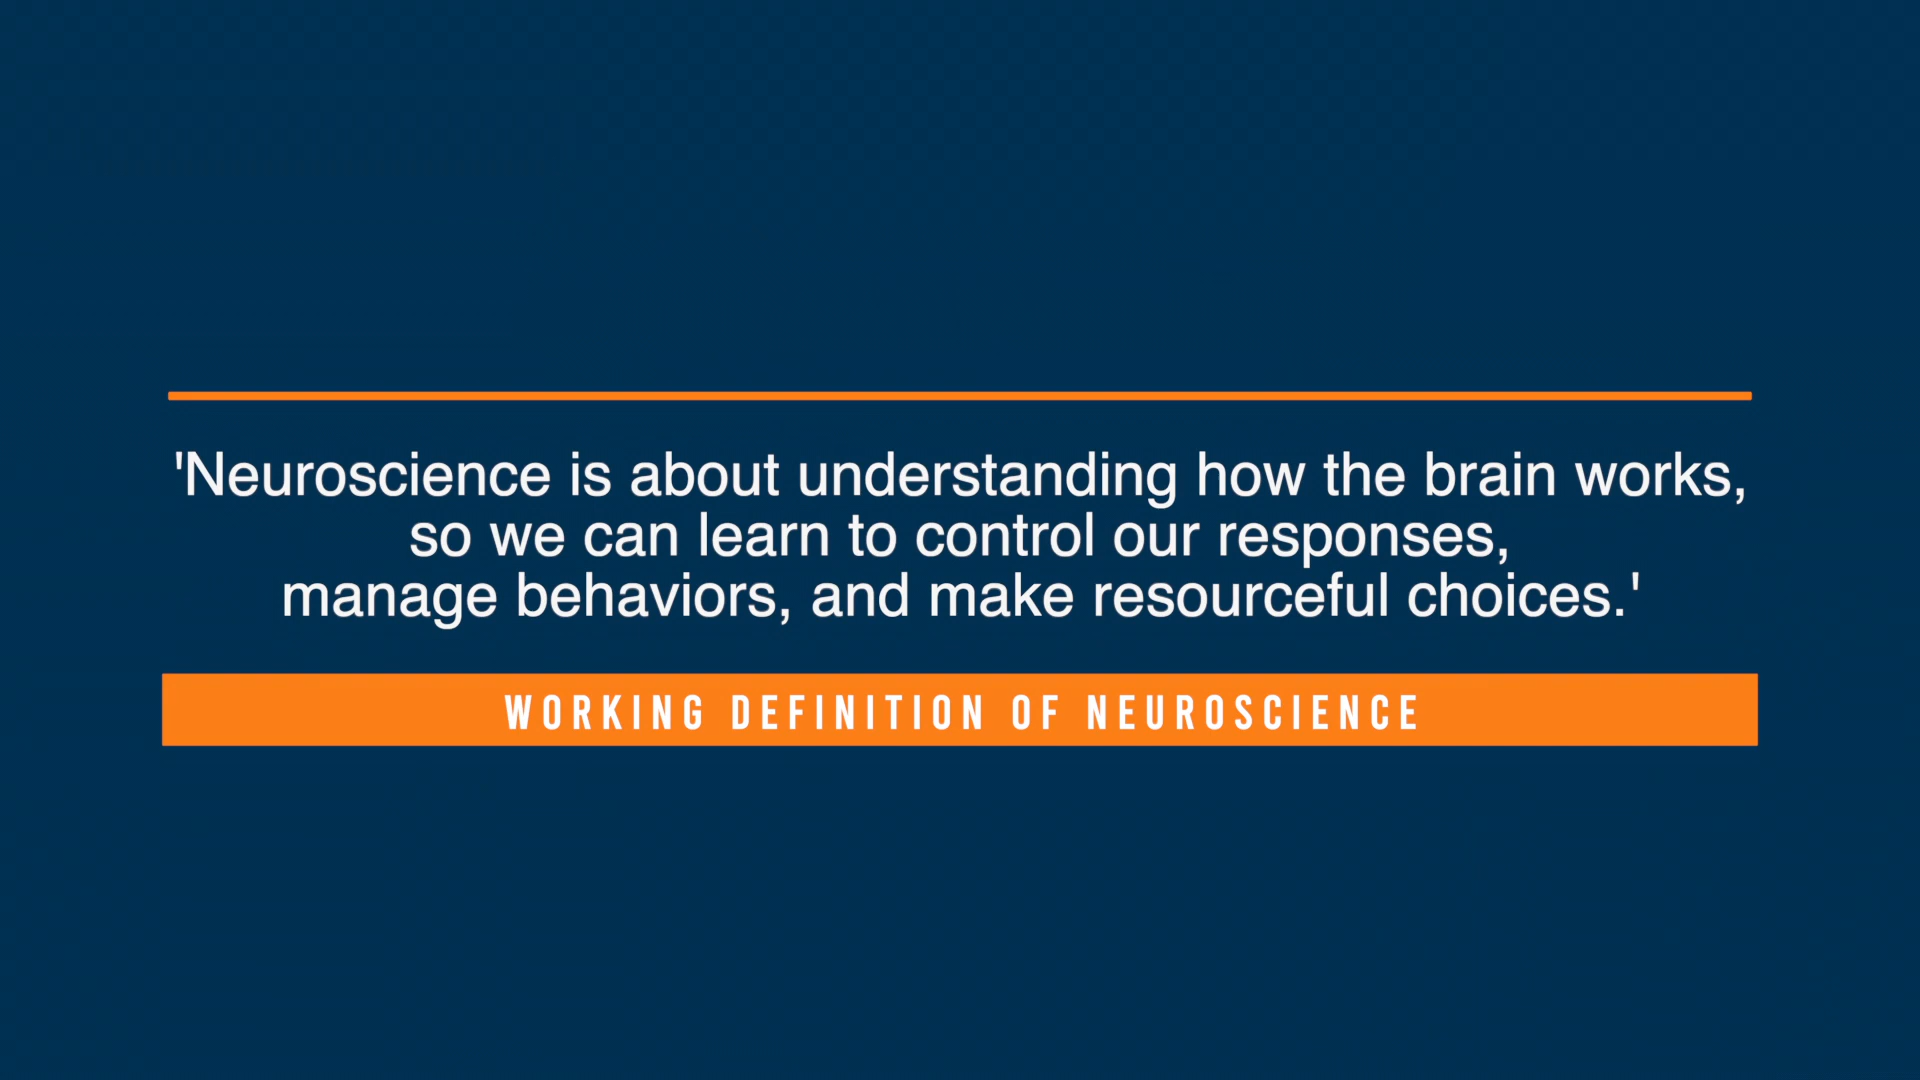 'Neuroscience is about understanding how the brain works,
so we can learn to control our responses,
manage behaviors, and make resourceful choices.'
WORKING DEFINITION OF NEUROSCIENCE